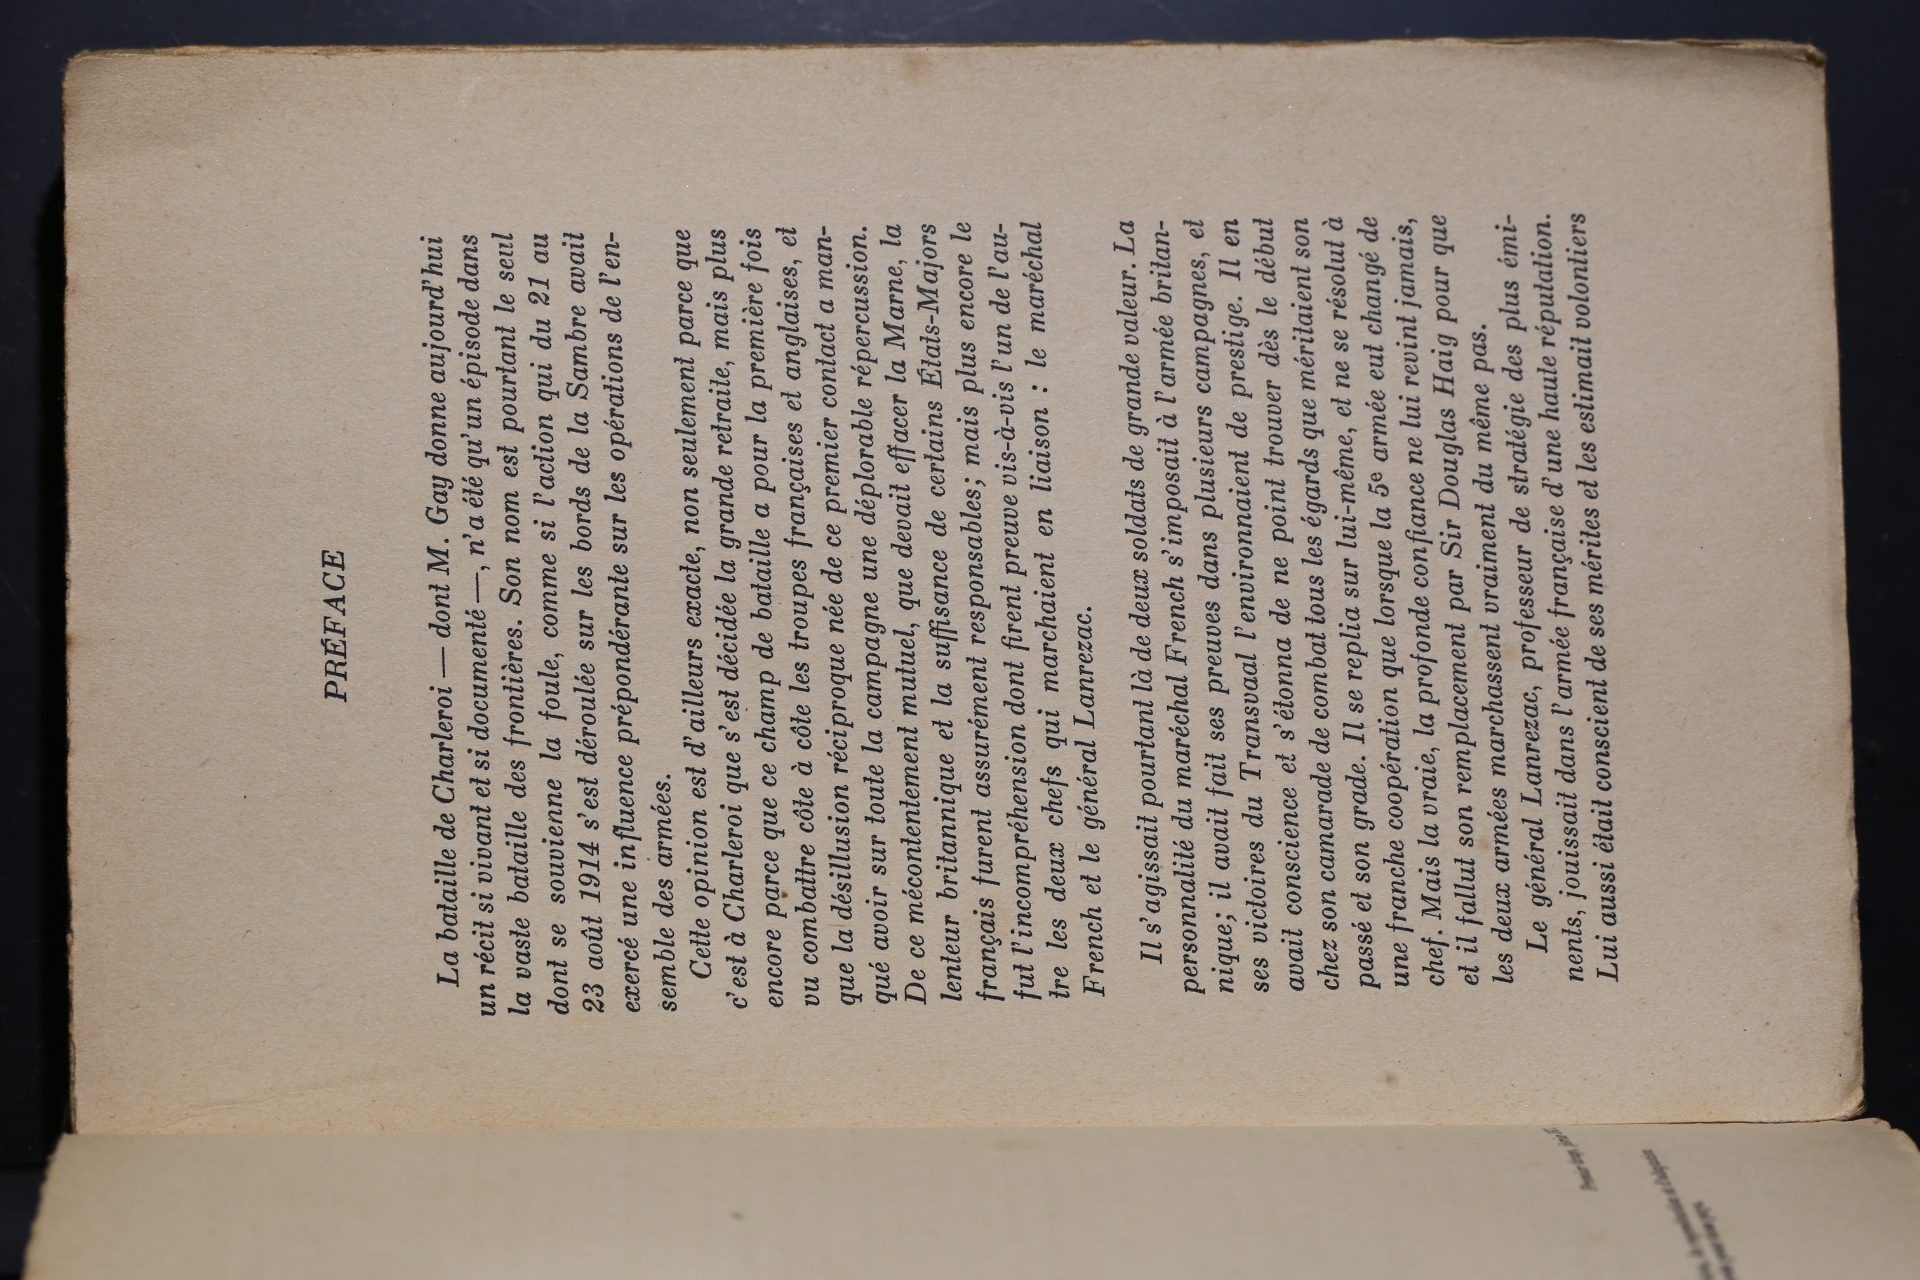 PRÉFACE
La bataille de Charleroi — dont M. Gay donne aujourd'hui
un récit si vivant et si documenté —, n'a été qu'un épisode dans
la vaste bataille des frontières. Son nom est pourtant le seul
dont se souvienne la foule, comme si l'action qui du 21 au
23 août 1914 s'est déroulée sur les bords de la Sambre avait
exercé une influence prépondérante sur les opérations de l'en-
semble des armées.
Cette opinion est d'ailleurs exacte, non seulement parce que
c'est à Charleroi que s'est décidée la grande retraite, mais plus
encore parce que ce champ de bataille a pour la première fois
vu combattre côte à côte les troupes françaises et anglaises, et
que la désillusion réciproque née de ce premier contact a man-
qué avoir sur toute la campagne une déplorable répercussion.
De ce mécontentement mutuel, que devait effacer la Marne, la
lenteur britannique et la suffisance de certains États-Majors
français furent assurément responsables; mais plus encore le
fut l'incompréhension dont firent preuve vis-à-vis l'un de l'au-
tre les deux chefs qui marchaient en liaison : le maréchal
French et le général Lanrezac.
Il s'agissait pourtant là de deux soldats de grande valeur. La
personnalité du maréchal French s'imposait à l'armée britan-
nique; il avait fait ses preuves dans plusieurs campagnes, et
ses victoires du Transvaal l'environnaient de prestige. Il en
avait conscience et s'étonna de ne point trouver dès le début
chez son camarade de combat tous les égards que méritaient son
passé et son grade. Il se replia sur lui-même, et ne se résolut à
une franche coopération que lorsque la 5e armée eut changé de
chef. Mais la vraie, la profonde confiance ne lui revint jamais,
et il fallut son remplacement par Sir Douglas Haig pour que
les deux armées marchassent vraiment du même pas.
Le général Lanrezac, professeur de stratégie des plus émi-
nents, jouissait dans l'armée française d'une haute réputation.
Lui aussi était conscient de ses mérites et les estimait volontiers